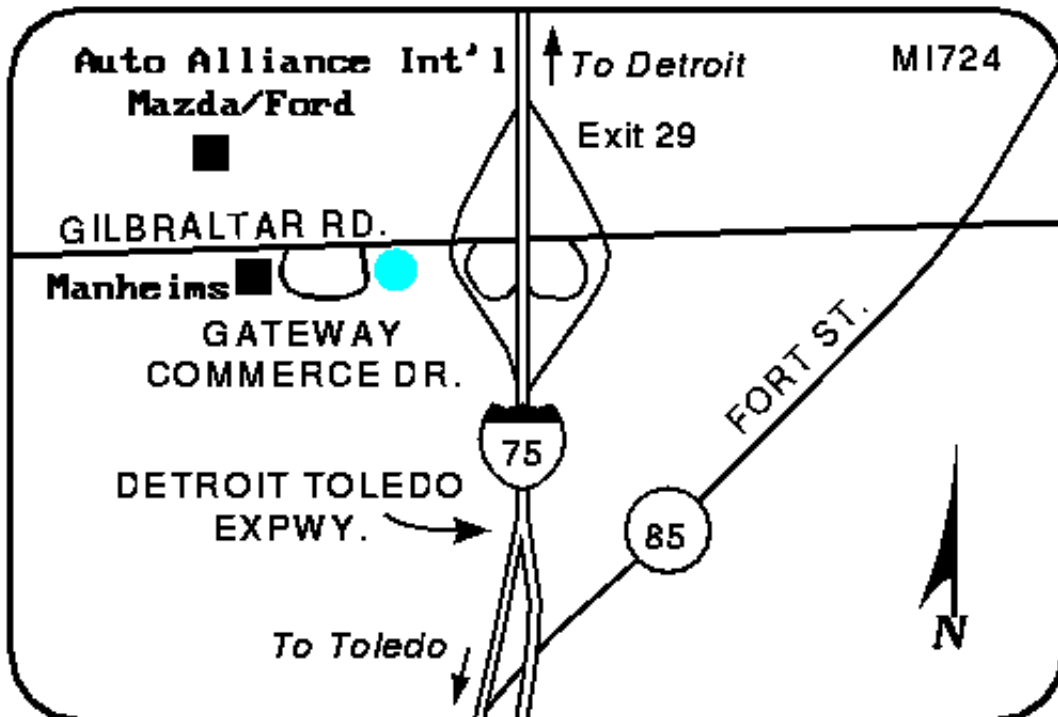 Auto Alliance Int'l
Mazda/Ford
To Detroit
MI724
Exit 29
GILBRALTAR RD.
Manheims
GATEWAY
COMMERCE DR.
FORT ST.
75
DETROIT TOLEDO
EXPWY.
85
To Toledo
N